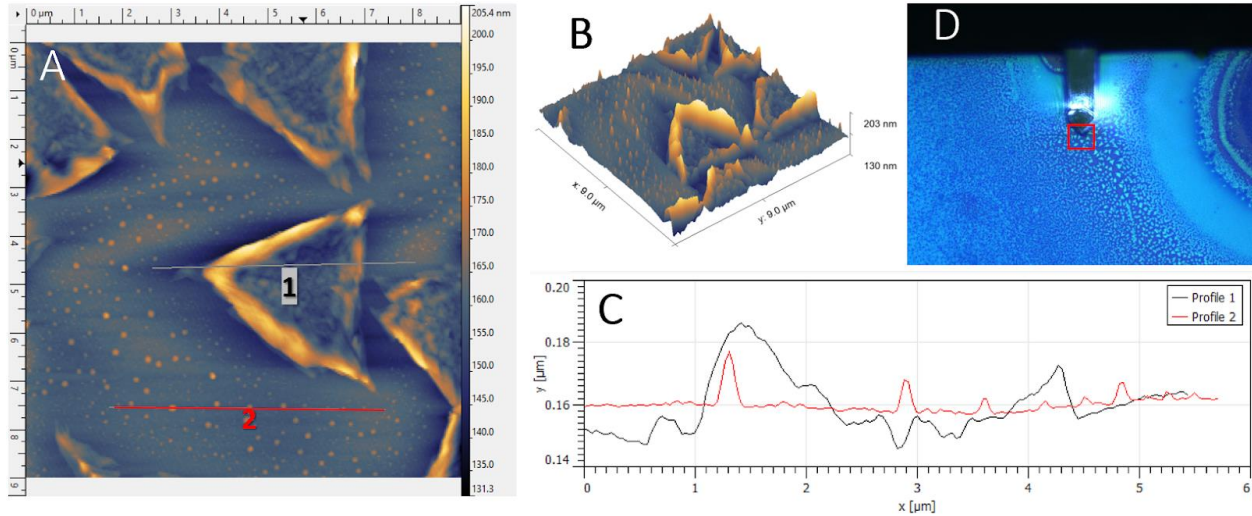 0 µm 1 2 3 4 5 6 7 8
0 µm
1
2
3
4
5
6
7
8
9
A
1
2
205.4 nm
200.0
195.0
190.0
185.0
180.0
175.0
170.0
165.0
160.0
155.0
150.0
145.0
140.0
135.0
131.3
B
203 nm
130 nm
x: 9.0 µm
y: 9.0 µm
D
C
Profile 1
Profile 2
y [µm]
0.20
0.18
0.16
0.14
0 1 2 3 4 5 6
x [µm]